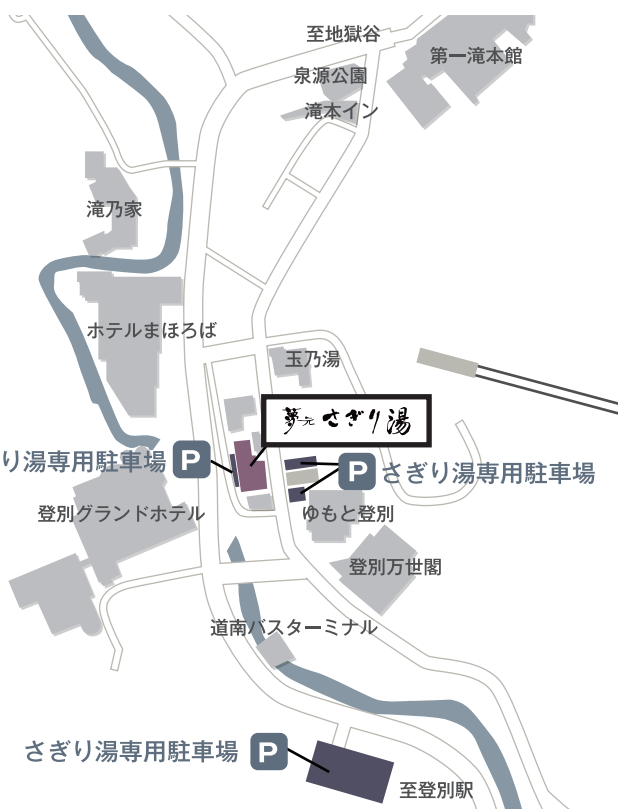 至地獄谷
第一滝本館
泉源公園
滝本イン
滝乃家
ホテルまほろば
玉乃湯
夢元 さぎり湯
り湯専用駐車場 P
P さぎり湯専用駐車場
登別グランドホテル
ゆもと登別
登別万世閣
道南バスターミナル
さぎり湯専用駐車場 P
至登別駅